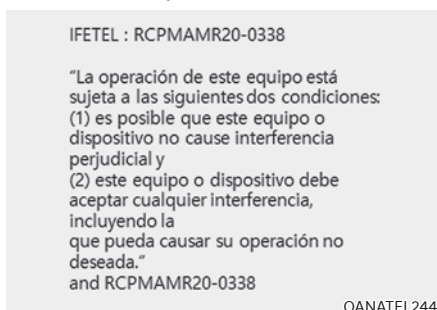 IFETEL : RCPMAMR20-0338
“La operación de este equipo está
sujeta a las siguientes dos condiciones:
(1) es posible que este equipo o
dispositivo no cause interferencia
perjudicial y
(2) este equipo o dispositivo debe
aceptar cualquier interferencia,
incluyendo la
que pueda causar su operación no
deseada.”
and RCPMAMR20-0338
OANATEL244